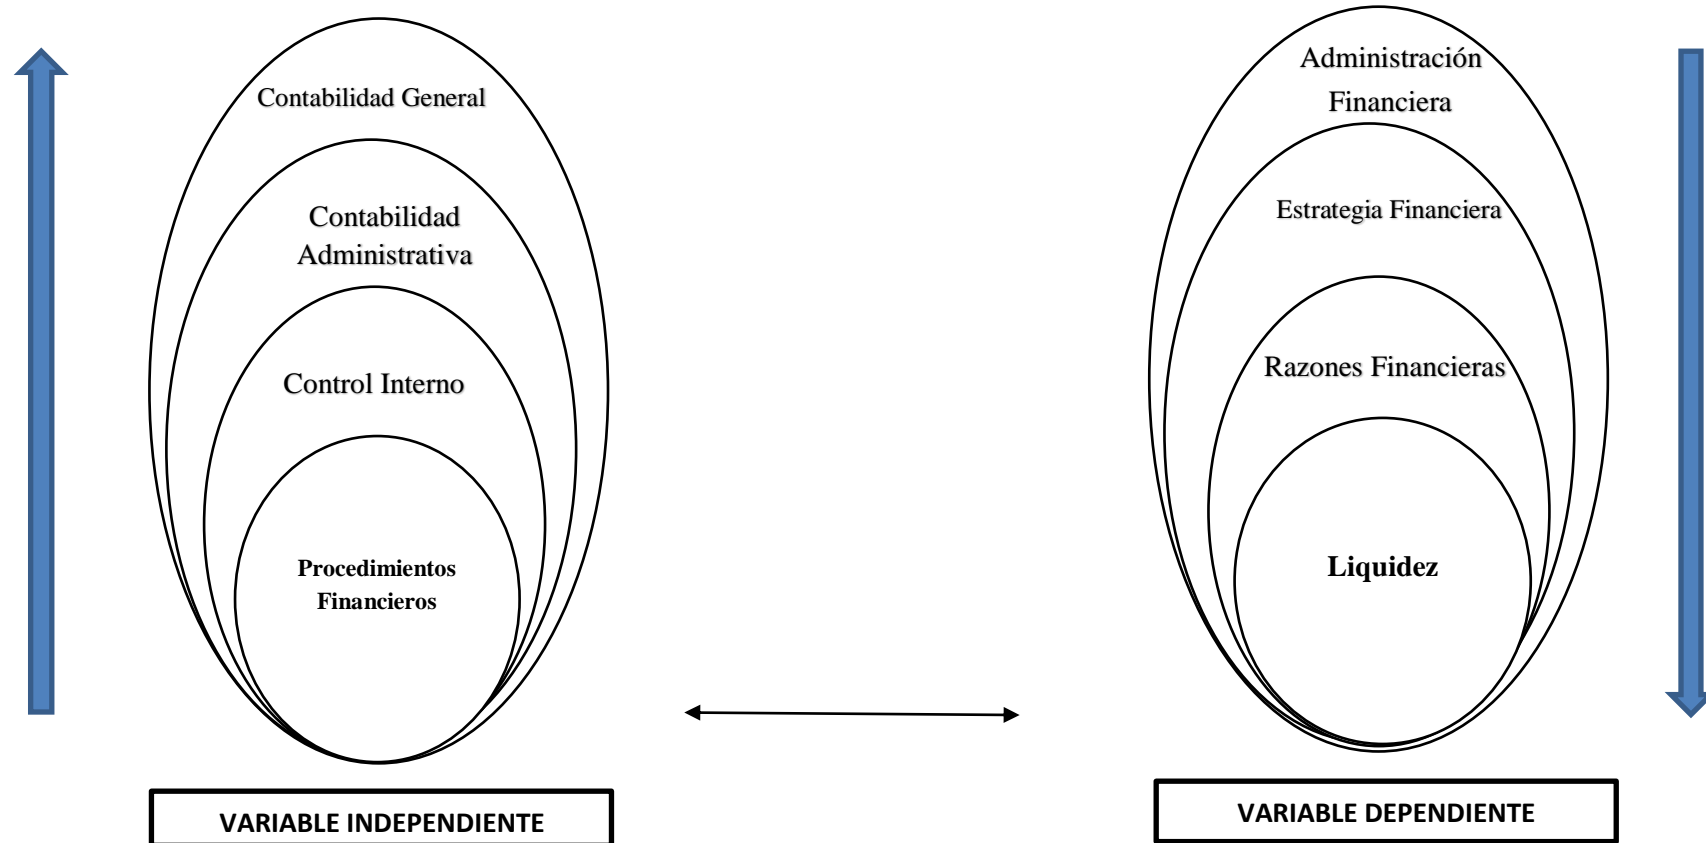 Contabilidad General
Contabilidad
Administrativa
Control Interno
Procedimientos
Financieros
VARIABLE INDEPENDIENTE
Administración
Financiera
Estrategia Financiera
Razones Financieras
Liquidez
VARIABLE DEPENDIENTE